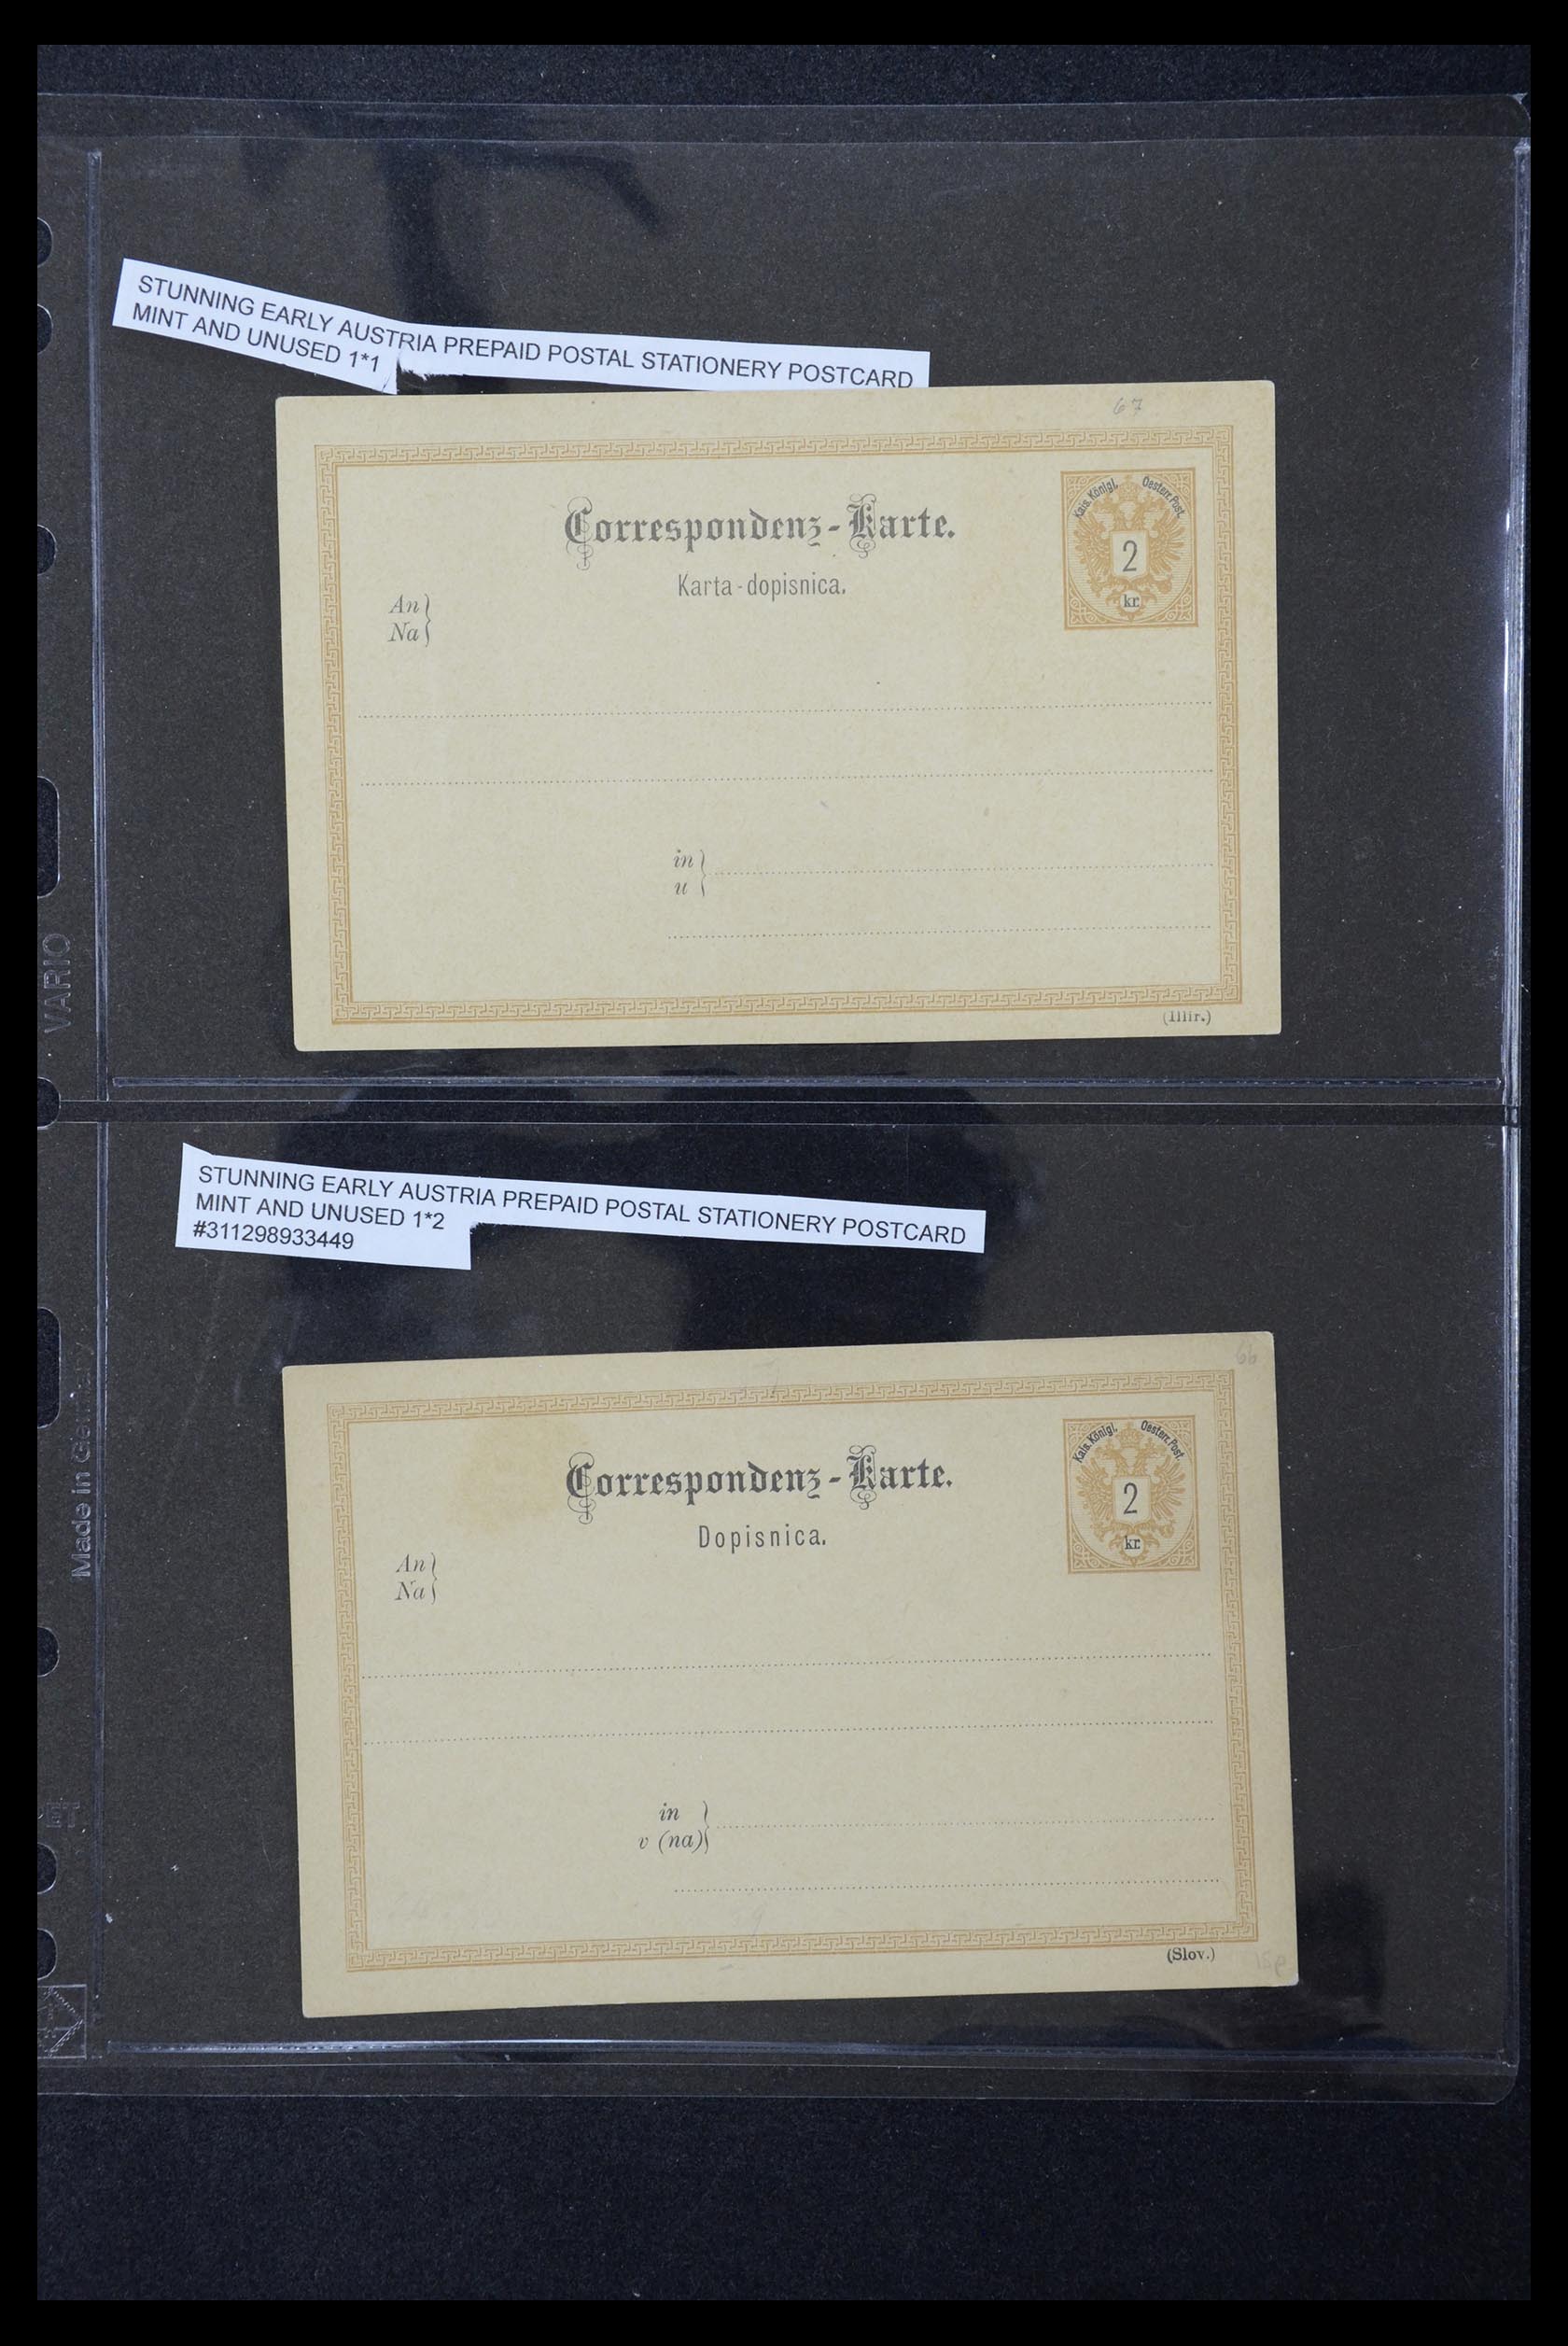 STUNNING EARLY AUSTRIA PREPAID POSTAL STATIONERY POSTCARD
MINT AND UNUSED 1*1
67
Kais. Königl. Oesterr. Post.
2
kr.
Correspondenz-Karte.
Karta-dopisnica.
An
Na
in
u
(Illir.)
VARIO
STUNNING EARLY AUSTRIA PREPAID POSTAL STATIONERY POSTCARD
MINT AND UNUSED 1*2
#311298933449
66
Kais. Königl. Oesterr. Post.
2
kr.
Correspondenz-Karte.
Dopisnica.
An
Na
in
v (na)
(Slov.)
Made in Germany